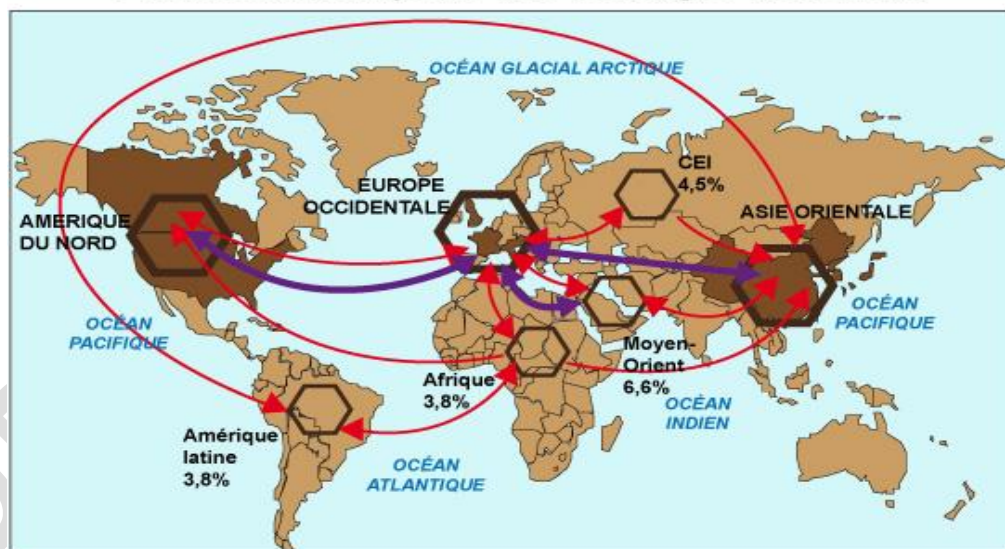 OCÉAN GLACIAL ARCTIQUE
CEI
4,5%
EUROPE
OCCIDENTALE
ASIE ORIENTALE
AMERIQUE
DU NORD
OCÉAN
PACIFIQUE
OCÉAN
PACIFIQUE
Moyen-
Orient
6,6%
Afrique
3,8%
OCÉAN
INDIEN
Amérique
latine
3,8%
OCÉAN
ATLANTIQUE